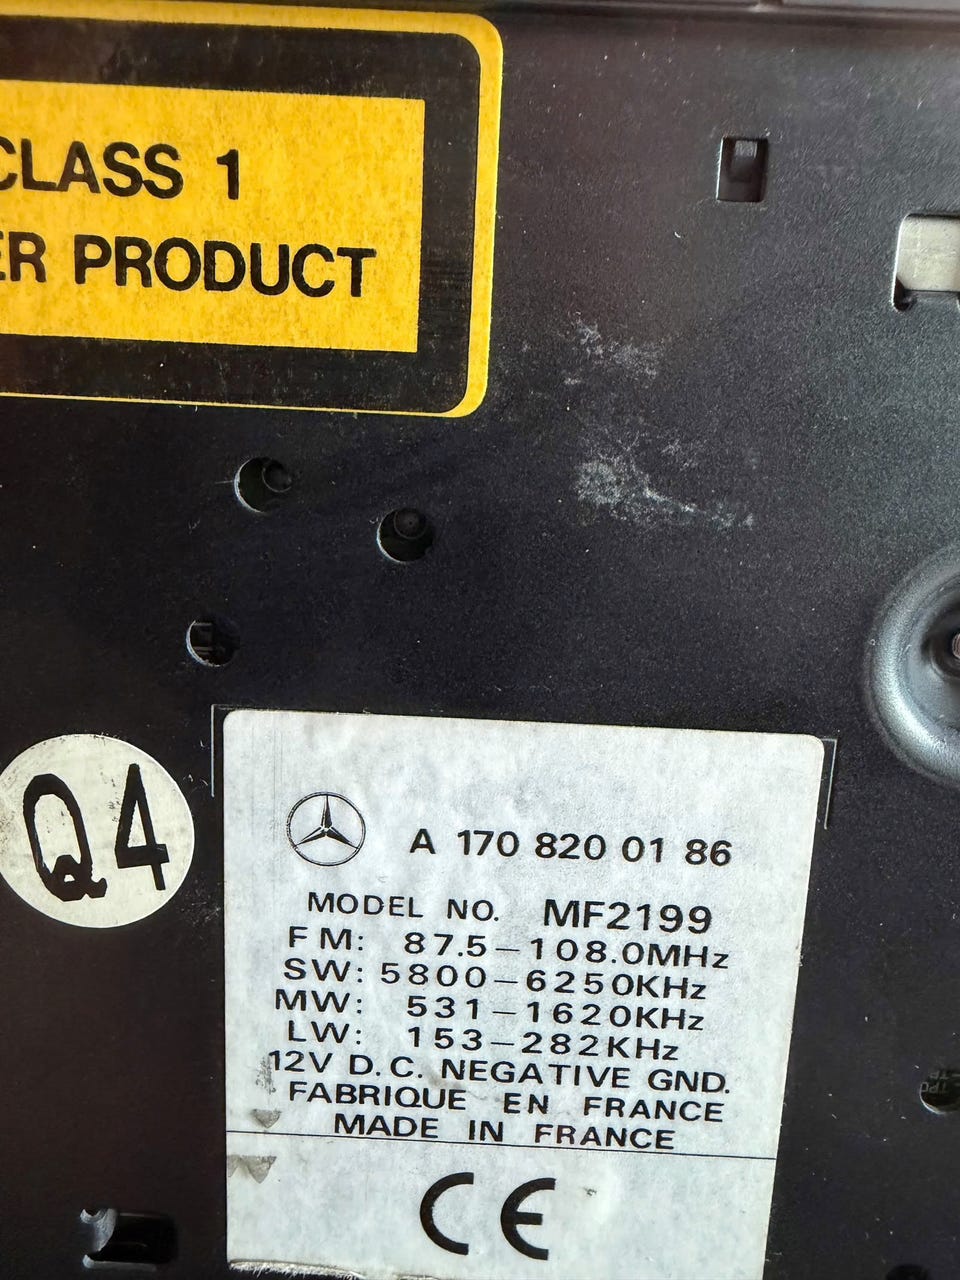 CLASS 1
PRODUCT
Q4
A 170 820 01 86
MODEL NO. MF2199
FM: 87.5-108.0MHz
SW: 5800-6250KHz
MW: 531-1620KHz
LW: 153-282KHz
12V D.C. NEGATIVE GND.
FABRIQUE EN FRANCE
MADE IN FRANCE
CE